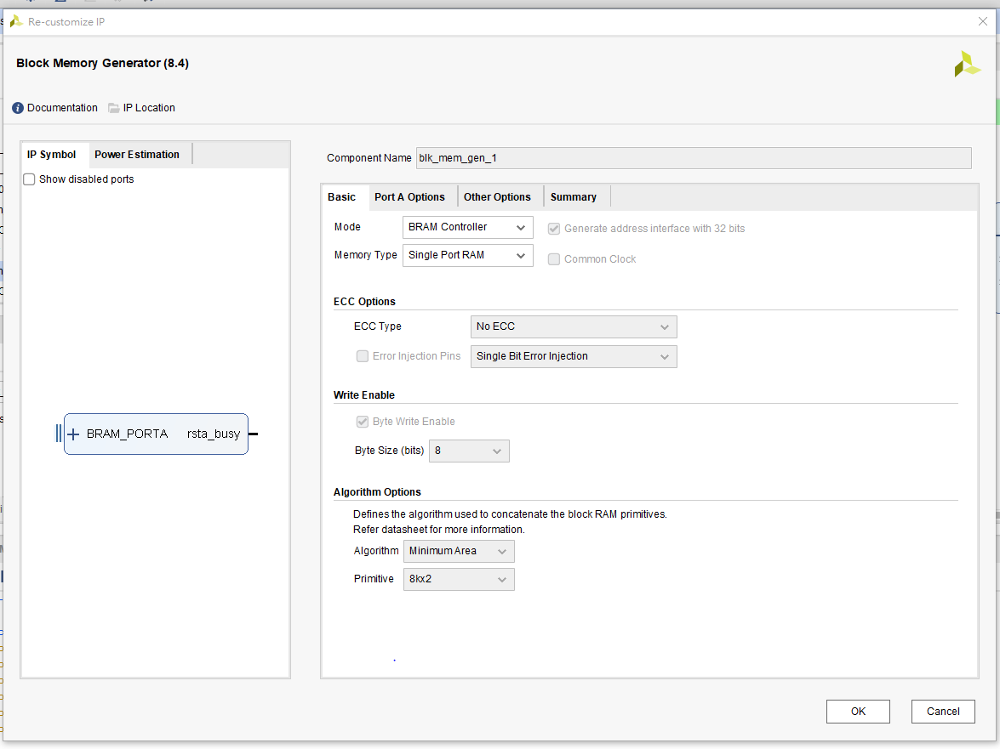 Re-customize IP
Block Memory Generator (8.4)
Documentation IP Location
IP Symbol Power Estimation
Show disabled ports
BRAM_PORTA rsta_busy
Component Name blk_mem_gen_1
Basic Port A Options Other Options Summary
Mode BRAM Controller Generate address interface with 32 bits
Memory Type Single Port RAM Common Clock
ECC Options
ECC Type No ECC
Error Injection Pins Single Bit Error Injection
Write Enable
Byte Write Enable
Byte Size (bits) 8
Algorithm Options
Defines the algorithm used to concatenate the block RAM primitives.
Refer datasheet for more information.
Algorithm Minimum Area
Primitive 8kx2
OK Cancel